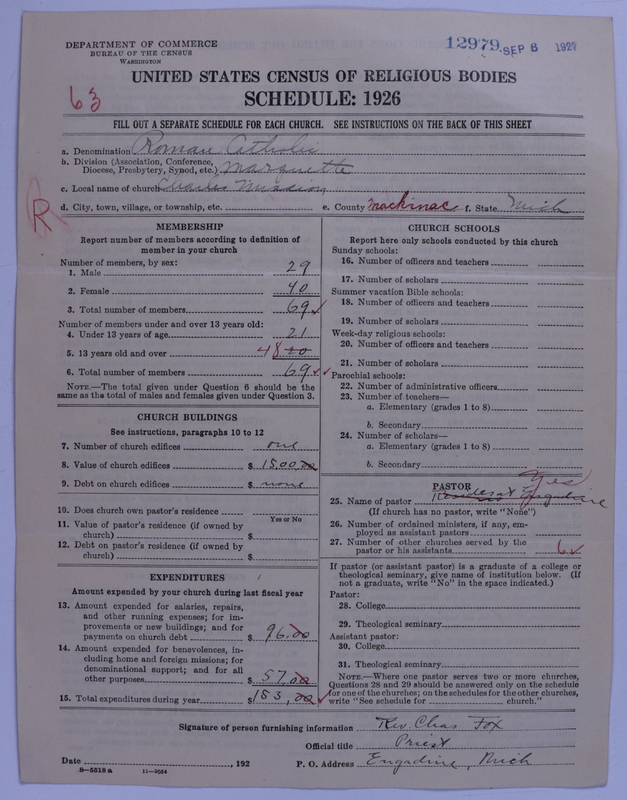 DEPARTMENT OF COMMERCE
BUREAU OF THE CENSUS
WASHINGTON
12979 SEP 6 1927
UNITED STATES CENSUS OF RELIGIOUS BODIES
63
SCHEDULE: 1926
FILL OUT A SEPARATE SCHEDULE FOR EACH CHURCH. SEE INSTRUCTIONS ON THE BACK OF THIS SHEET
a. Denomination Roman Catholic
b. Division (Association, Conference, Diocese, Presbytery, Synod, etc.) Marquette
c. Local name of church Charles Mission
R
d. City, town, village, or township, etc. e. County Mackinac f. State Mich
MEMBERSHIP
Report number of members according to definition of
member in your church
Number of members, by sex:
1. Male 29
2. Female 40
3. Total number of members 69
Number of members under and over 13 years old:
4. Under 13 years of age 21
5. 13 years old and over 48
6. Total number of members 69
NOTE.—The total given under Question 6 should be the
same as the total of males and females given under Question 3.
CHURCH BUILDINGS
See instructions, paragraphs 10 to 12
7. Number of church edifices one
8. Value of church edifices $ 1500,00
9. Debt on church edifices $ none
10. Does church own pastor's residence
Yes or No
11. Value of pastor's residence (if owned by
church) $
12. Debt on pastor's residence (if owned by
church) $
EXPENDITURES
Amount expended by your church during last fiscal year
13. Amount expended for salaries, repairs,
and other running expenses; for im-
provements or new buildings; and for
payments on church debt $ 96.00
14. Amount expended for benevolences, in-
cluding home and foreign missions; for
denominational support; and for all
other purposes $ 57,00
15. Total expenditures during year $ 153,00
CHURCH SCHOOLS
Report here only schools conducted by this church
Sunday schools:
16. Number of officers and teachers
17. Number of scholars
Summer vacation Bible schools:
18. Number of officers and teachers
19. Number of scholars
Week-day religious schools:
20. Number of officers and teachers
21. Number of scholars
Parochial schools:
22. Number of administrative officers
23. Number of teachers—
a. Elementary (grades 1 to 8)
b. Secondary
24. Number of scholars—
a. Elementary (grades 1 to 8)
b. Secondary
PASTOR Yes
25. Name of pastor Resides at Engadine
(If church has no pastor, write "None")
26. Number of ordained ministers, if any, em-
ployed as assistant pastors
27. Number of other churches served by the
pastor or his assistants 6
If pastor (or assistant pastor) is a graduate of a college or
theological seminary, give name of institution below. (If
not a graduate, write "No" in the space indicated.)
Pastor:
28. College
29. Theological seminary
Assistant pastor:
30. College
31. Theological seminary
NOTE.—Where one pastor serves two or more churches,
Questions 28 and 29 should be answered only on the schedule
for one of the churches; on the schedules for the other churches,
write "See schedule for church."
Signature of person furnishing information Rev. Chas Fox
Official title Priest
Date , 192 P. O. Address Engadine, Mich
8—5518a 11—9034